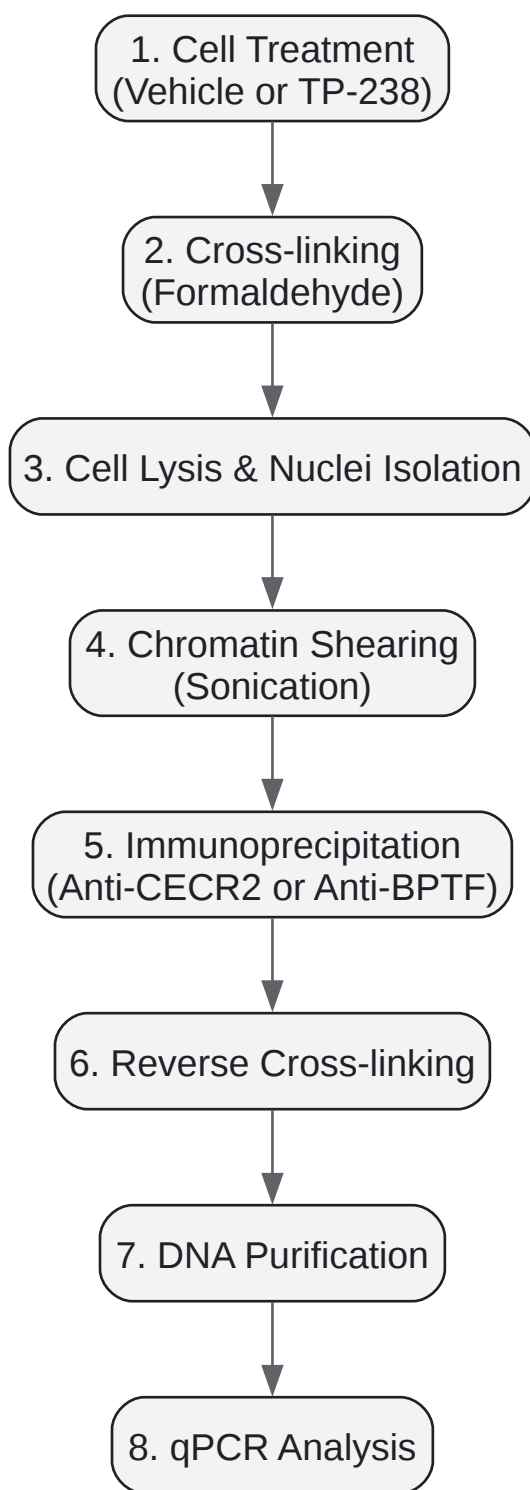 1. Cell Treatment
(Vehicle or TP-238)
2. Cross-linking
(Formaldehyde)
3. Cell Lysis & Nuclei Isolation
4. Chromatin Shearing
(Sonication)
5. Immunoprecipitation
(Anti-CECR2 or Anti-BPTF)
6. Reverse Cross-linking
7. DNA Purification
8. qPCR Analysis